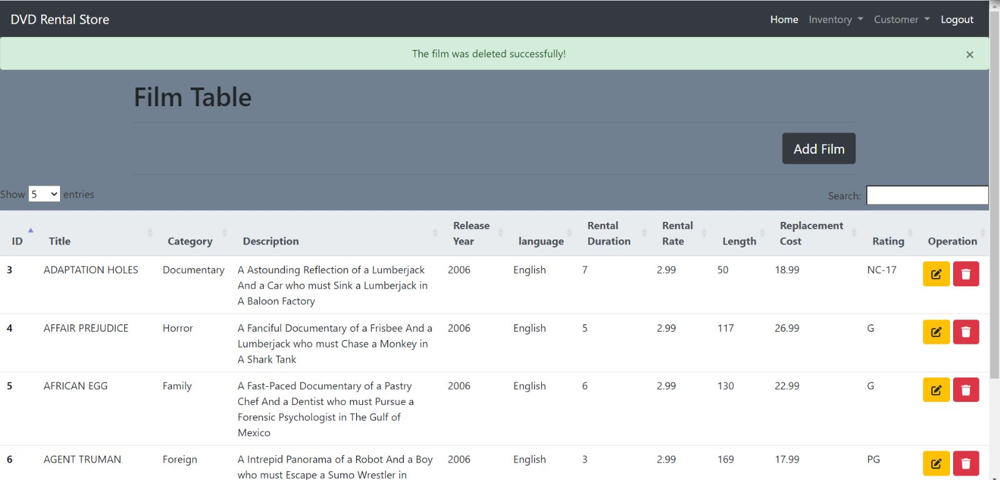 DVD Rental Store Home Inventory Customer Logout
The film was deleted successfully! ×
Film Table
Add Film
Show 5 entries Search:
ID Title Category Description Release Year language Rental Duration Rental Rate Length Replacement Cost Rating Operation
3 ADAPTATION HOLES Documentary A Astounding Reflection of a Lumberjack 2006 English 7 2.99 50 18.99 NC-17
And a Car who must Sink a Lumberjack in
A Baloon Factory
4 AFFAIR PREJUDICE Horror A Fanciful Documentary of a Frisbee And a 2006 English 5 2.99 117 26.99 G
Lumberjack who must Chase a Monkey in
A Shark Tank
5 AFRICAN EGG Family A Fast-Paced Documentary of a Pastry 2006 English 6 2.99 130 22.99 G
Chef And a Dentist who must Pursue a
Forensic Psychologist in The Gulf of
Mexico
6 AGENT TRUMAN Foreign A Intrepid Panorama of a Robot And a Boy 2006 English 3 2.99 169 17.99 PG
who must Escape a Sumo Wrestler in